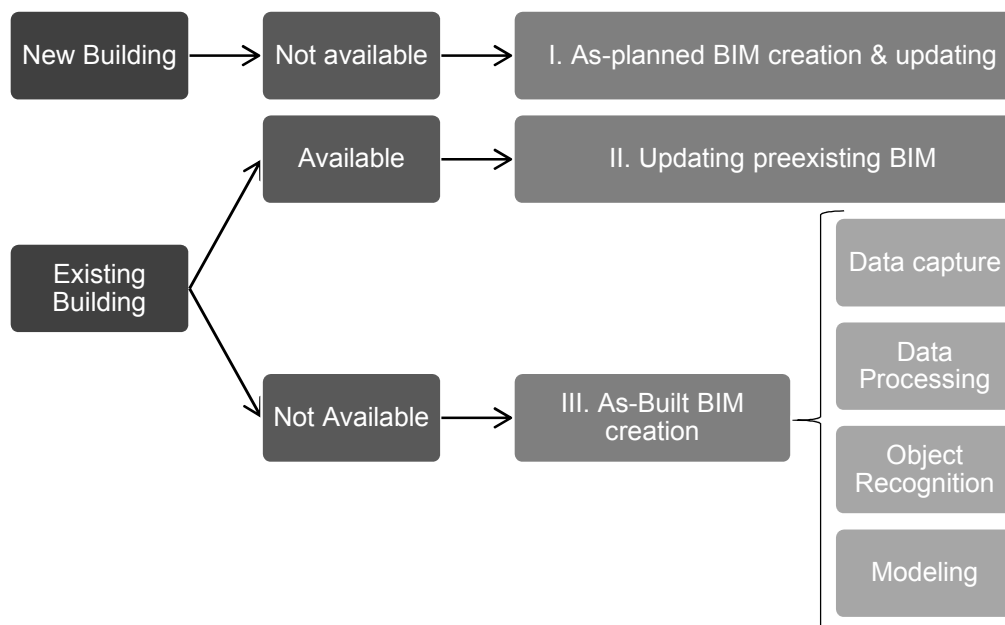 New Building
Not available
I. As-planned BIM creation & updating
Available
II. Updating preexisting BIM
Existing
Building
Not Available
III. As-Built BIM
creation
Data capture
Data
Processing
Object
Recognition
Modeling